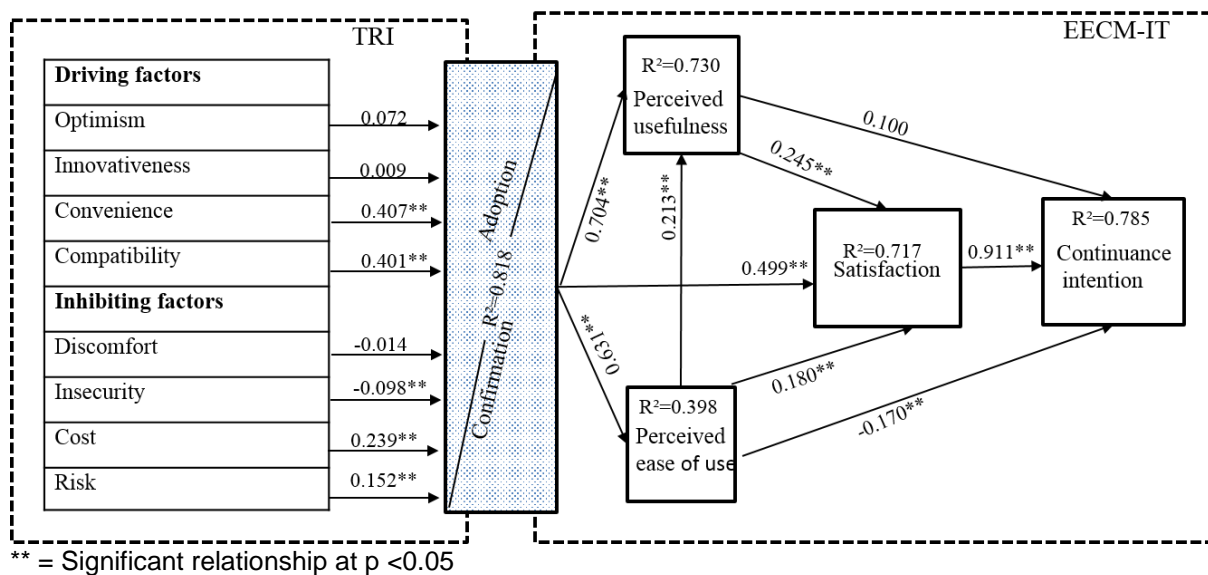 TRI
EECM-IT
Driving factors
Optimism
0.072
Innovativeness
0.009
Convenience
0.407**
Compatibility
0.401**
Inhibiting factors
Discomfort
-0.014
Insecurity
-0.098**
Cost
0.239**
Risk
0.152**
Confirmation
R²=0.818
Adoption
0.704**
0.499**
0.631**
R²=0.730
Perceived
usefulness
0.213**
R²=0.398
Perceived
ease of use
0.100
0.245**
0.180**
-0.170**
R²=0.717
Satisfaction
0.911**
R²=0.785
Continuance
intention
** = Significant relationship at p <0.05